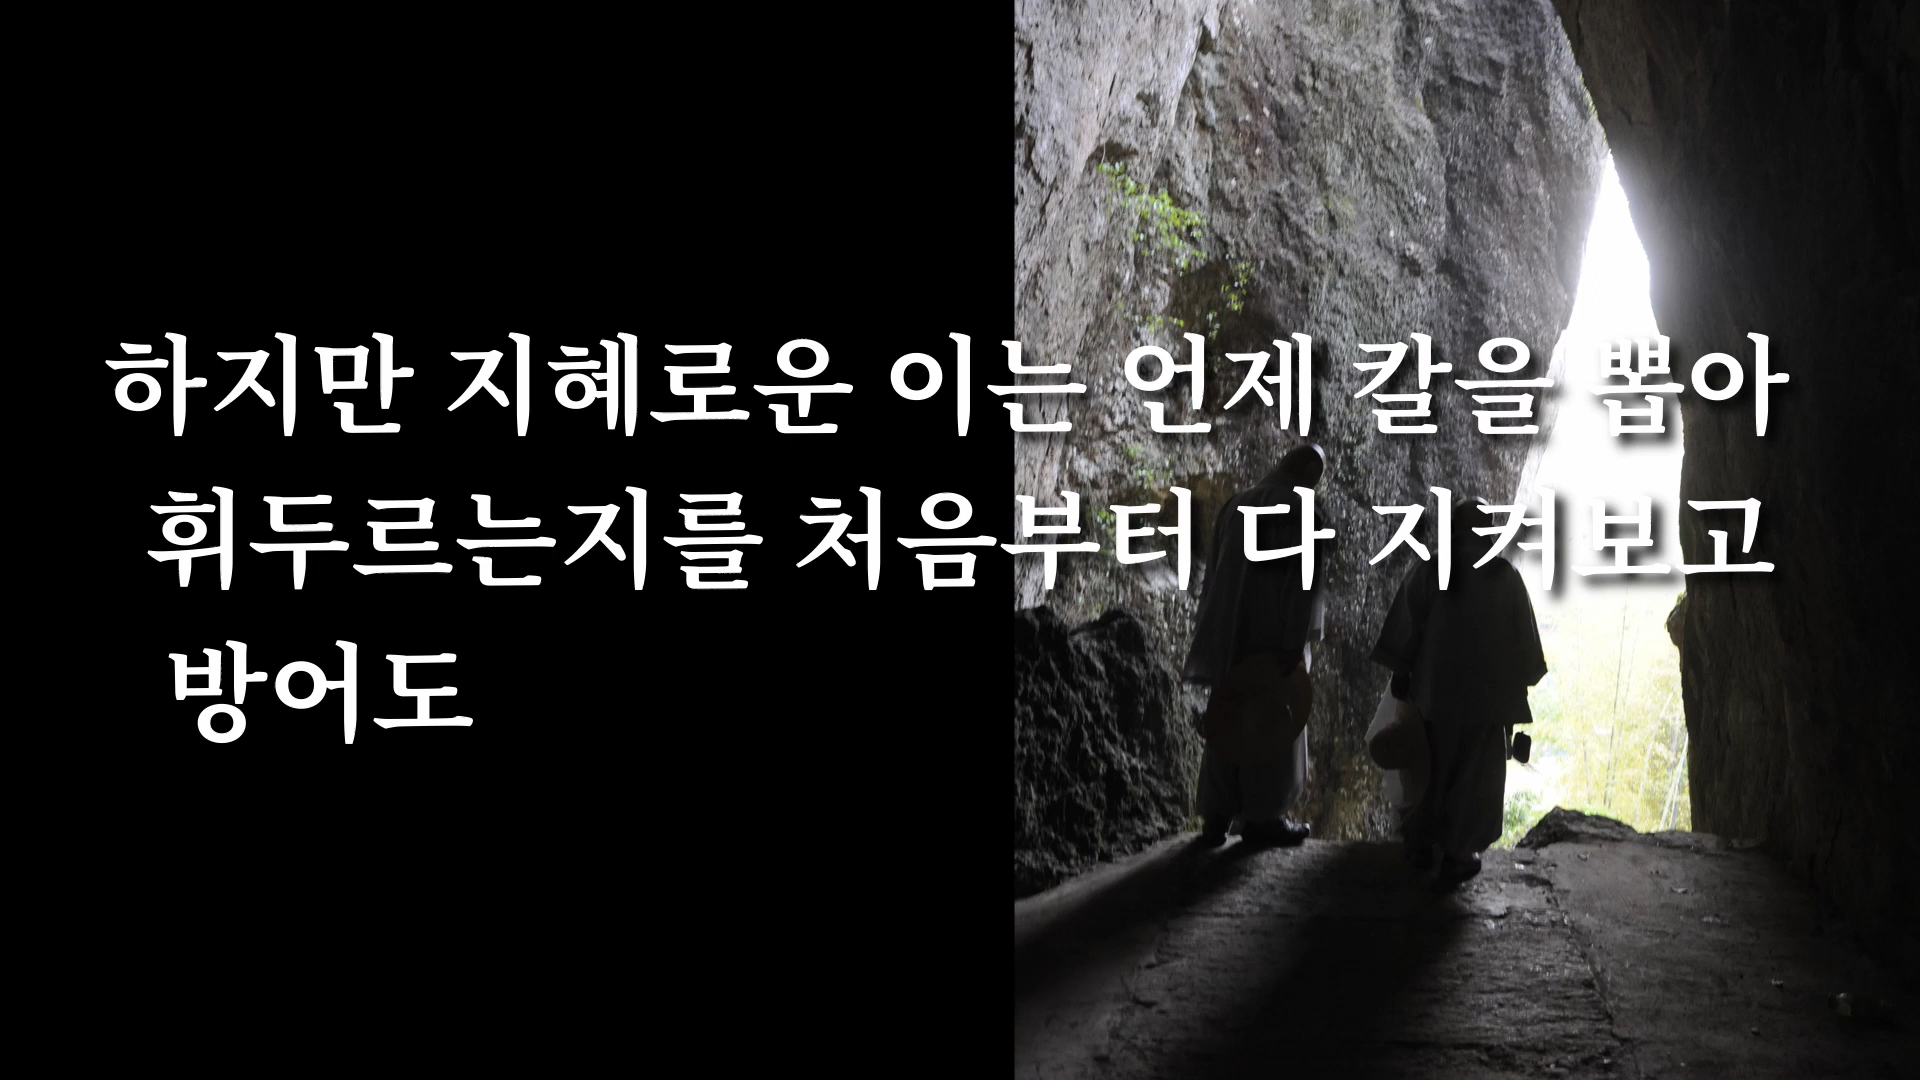 하지만 지혜로운 이는 언제 칼을 뽑아
휘두르는지를 처음부터 다 지켜보고
방어도